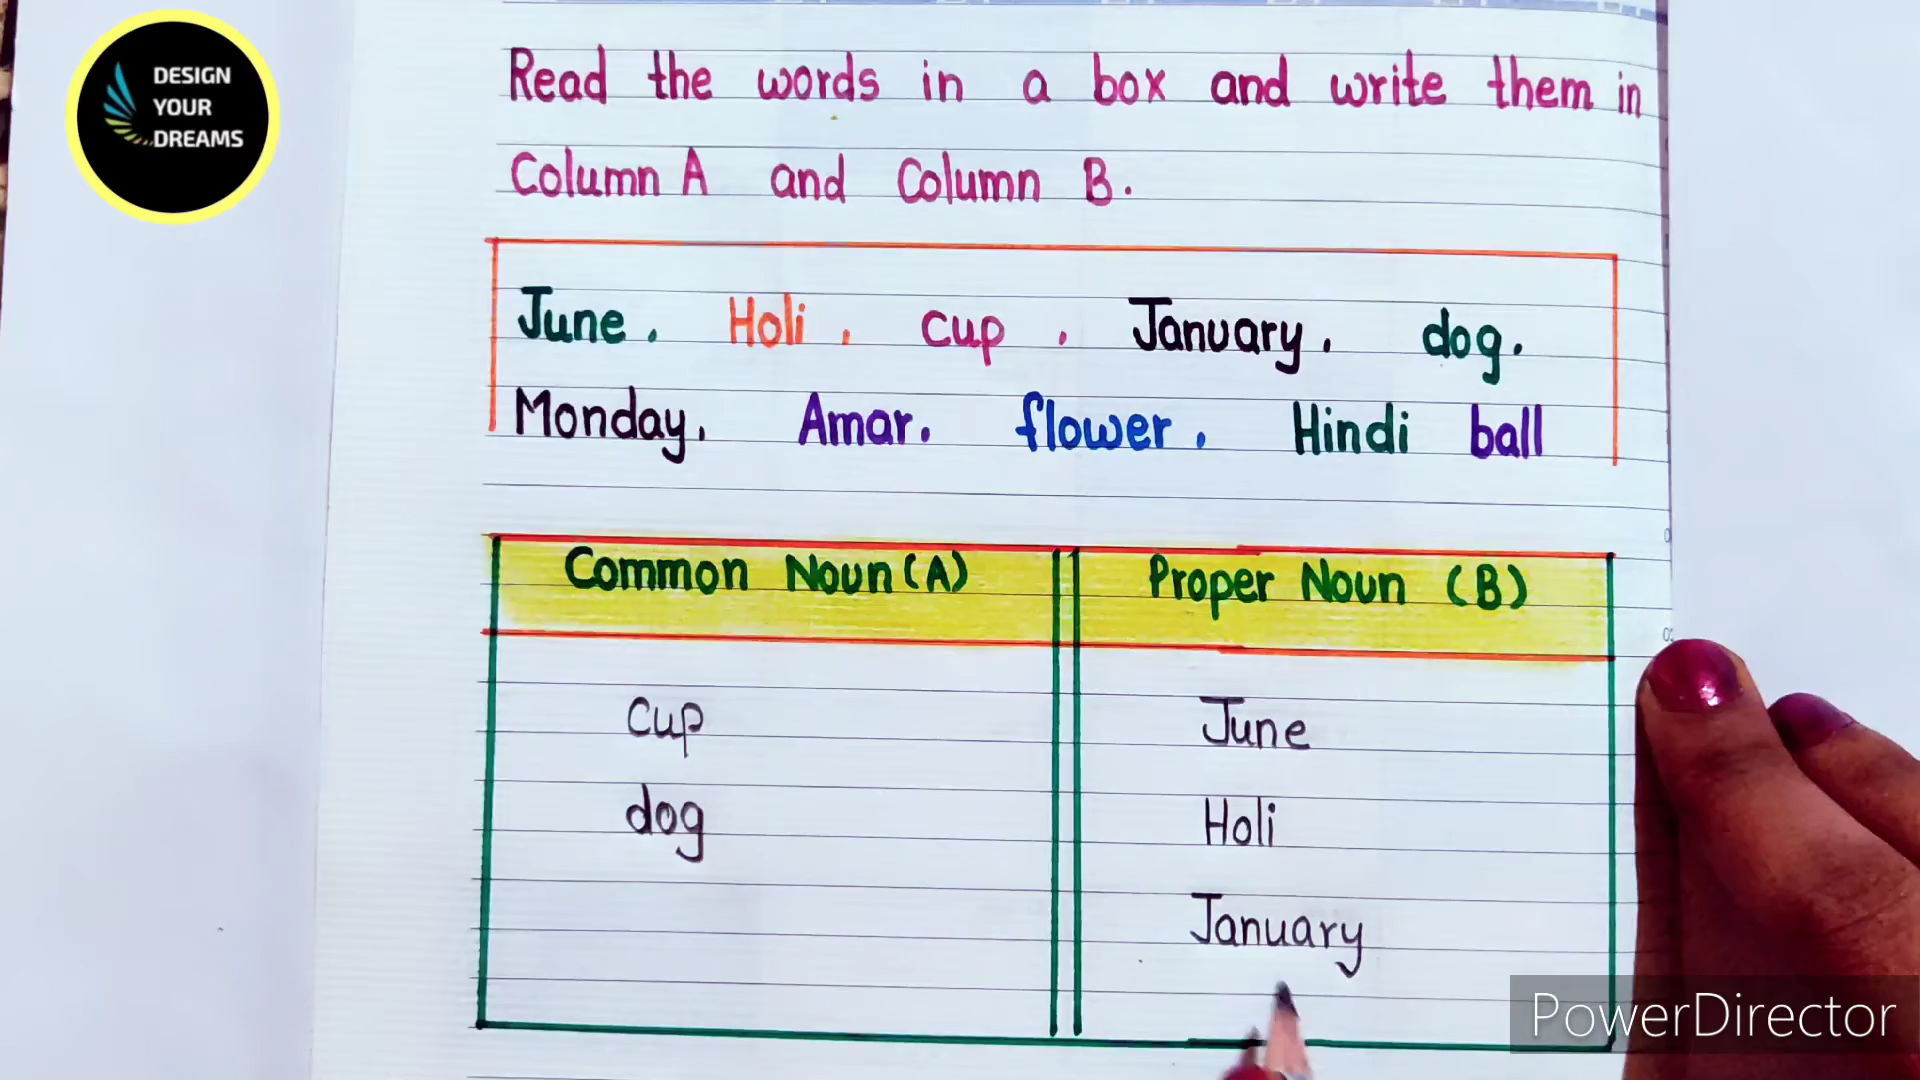 DESIGN
YOUR
DREAMS
Read the words in a box and write them in
Column A and Column B.
June, Holi, cup, January, dog,
Monday, Amar, flower, Hindi ball
Common Noun (A) Proper Noun (B)
cup June
dog Holi
January
PowerDirector